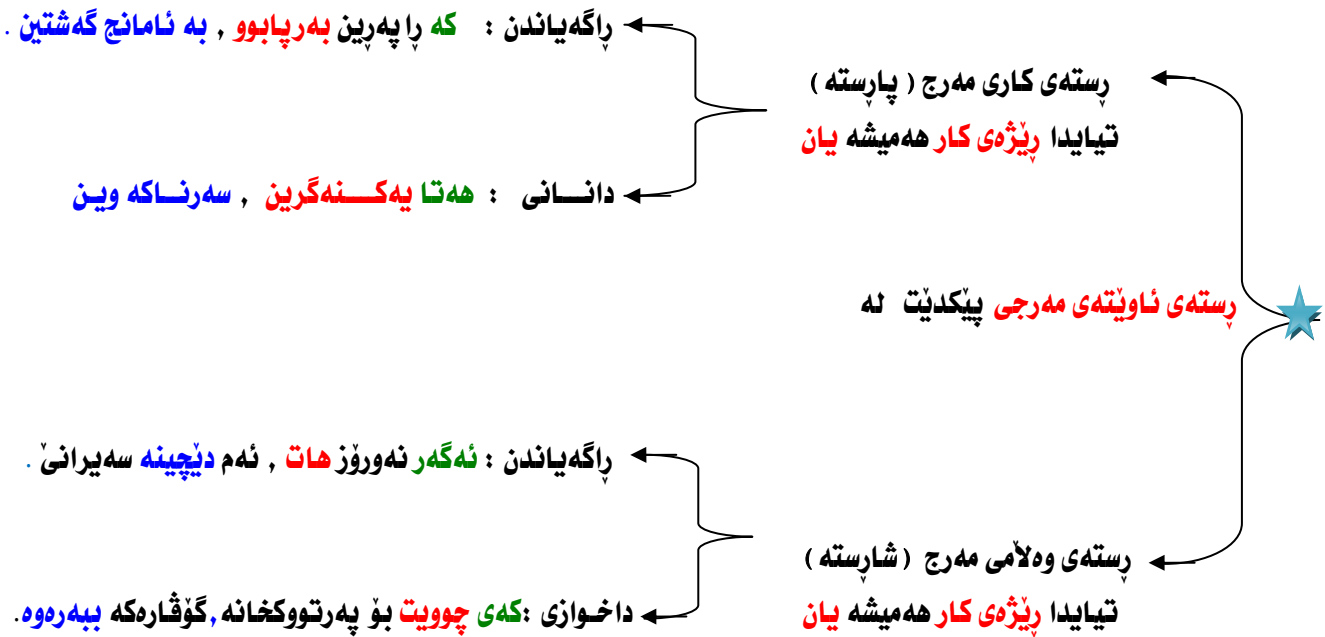 ڕاگەیاندن : کە ڕا پەڕین بەرپابوو , بە ئامانج گەشتین .
ڕستەی کاری مەرج ( پاڕستە )
تیایدا ڕێژەی کار هەمیشە یان
دانـــانی : هەتـا یەکــــنەگرین , سەرنـــاکە ویـن
ڕستەی ئاوێتەی مەرجی پێکدێت لە
ڕاگەیاندن : ئەگەر نەورۆز هات , ئەم دێچینە سەیرانێ .
ڕستەی وەڵامی مەرج ( شاڕستە )
تیایدا ڕێژەی کار هەمیشە یان
داخـوازی :کەی چوویت بۆ پەرتووکخانە ,گۆڤارەکە ببەرەوە.